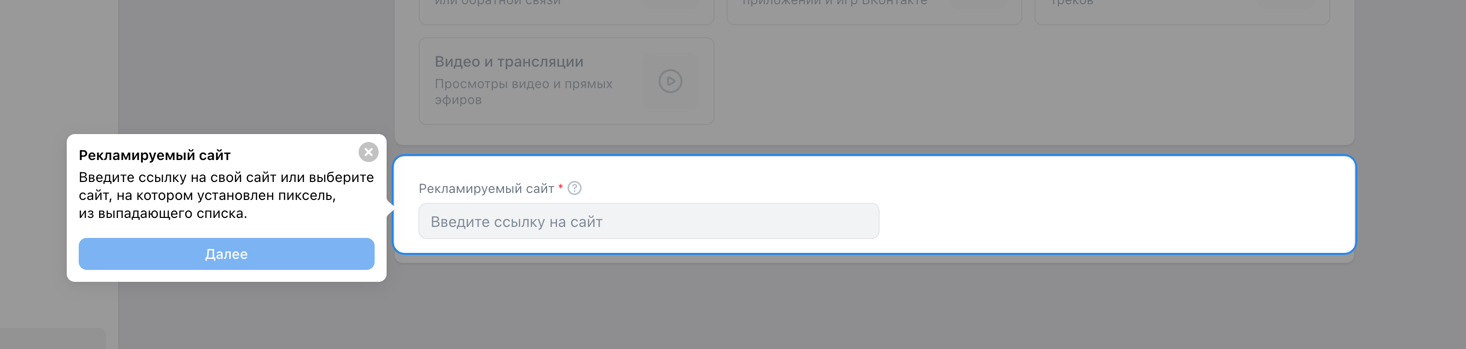 или обратной связи
приложений и игр ВКонтакте
треков
Видео и трансляции
Просмотры видео и прямых
эфиров
Рекламируемый сайт
Введите ссылку на свой сайт или выберите
сайт, на котором установлен пиксель,
из выпадающего списка.
Далее
Рекламируемый сайт * ?
Введите ссылку на сайт